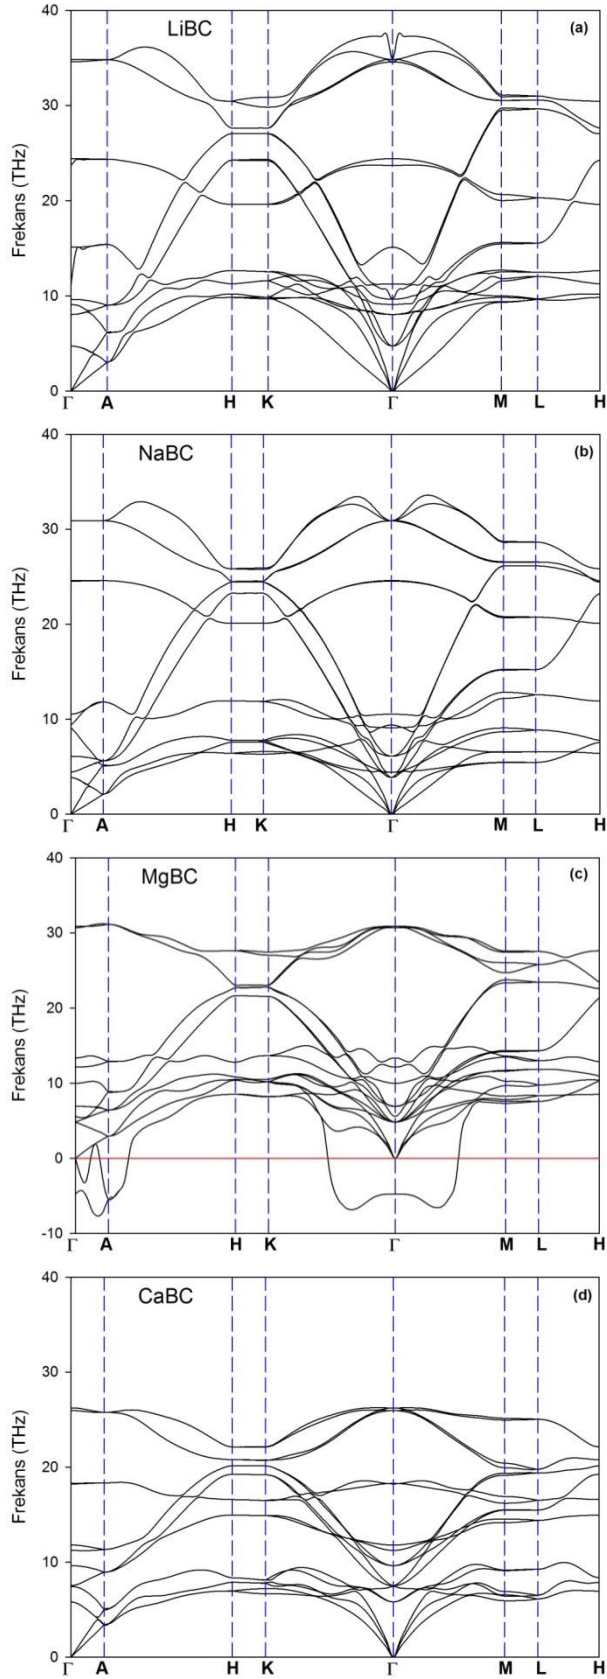 LiBC
(a)
40
30
20
10
0
Frekans (THz)
Γ A H K Γ M L H
NaBC
(b)
40
30
20
10
0
Frekans (THz)
Γ A H K Γ M L H
MgBC
(c)
40
30
20
10
0
-10
Frekans (THz)
Γ A H K Γ M L H
CaBC
(d)
40
30
20
10
0
Frekans (THz)
Γ A H K Γ M L H